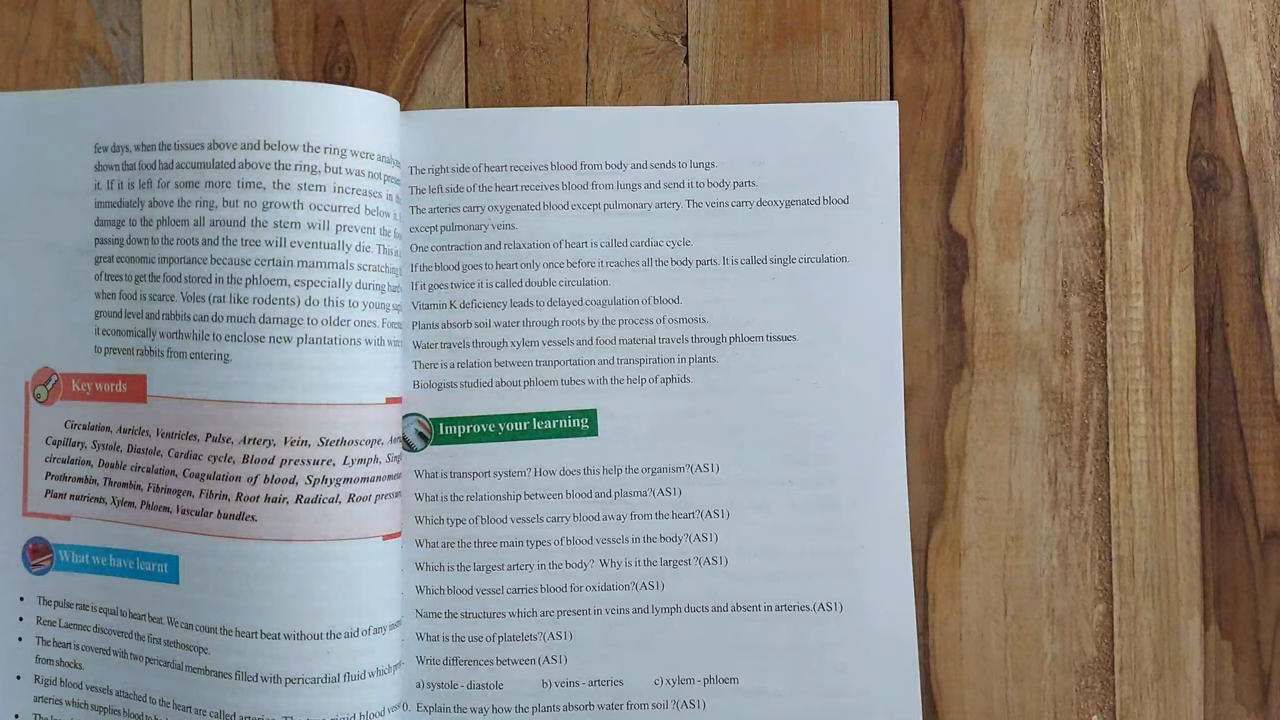 few days, when the tissues above and below the ring were
shown that food had accumulated above the ring, but was not
it. If it is left for some more time, the stem increases in
immediately above the ring, but no growth occurred below
damage to the phloem all around the stem will prevent the
passing down to the roots and the tree will eventually die. This
great economic importance because certain mammals scratching
of trees to get the food stored in the phloem, especially during
when food is scarce. Voles (rat like rodents) do this to young
ground level and rabbits can do much damage to older ones.
it economically worthwhile to enclose new plantations with
to prevent rabbits from entering.
Key words
Circulation, Auricles, Ventricles, Pulse, Artery, Vein, Stethoscope,
Capillary, Systole, Diastole, Cardiac cycle, Blood pressure, Lymph,
circulation, Double circulation, Coagulation of blood,
Prothrombin, Thrombin, Fibrinogen, Fibrin, Root hair, Radical, Root
Plant nutrients, Xylem, Phloem, Vascular bundles.
What we have learnt
• The pulse rate is equal to heart beat. We can count the heart beat without the aid of any
• Rene Laennec discovered the first stethoscope.
• The heart is covered with two pericardial membranes filled with pericardial fluid which
from shocks.
• Rigid blood vessels attached to the heart are called
arteries which supplies blood to
The right side of heart receives blood from body and sends to lungs.
The left side of the heart receives blood from lungs and send it to body parts.
The arteries carry oxygenated blood except pulmonary artery. The veins carry deoxygenated blood
except pulmonary veins.
One contraction and relaxation of heart is called cardiac cycle.
If the blood goes to heart only once before it reaches all the body parts. It is called single circulation.
If it goes twice it is called double circulation.
Vitamin K deficiency leads to delayed coagulation of blood.
Plants absorb soil water through roots by the process of osmosis.
Water travels through xylem vessels and food material travels through phloem tissues.
There is a relation between tranportation and transpiration in plants.
Biologists studied about phloem tubes with the help of aphids.
Improve your learning
What is transport system? How does this help the organism?(AS1)
What is the relationship between blood and plasma?(AS1)
Which type of blood vessels carry blood away from the heart?(AS1)
What are the three main types of blood vessels in the body?(AS1)
Which is the largest artery in the body? Why is it the largest ?(AS1)
Which blood vessel carries blood for oxidation?(AS1)
Name the structures which are present in veins and lymph ducts and absent in arteries.(AS1)
What is the use of platelets?(AS1)
Write differences between (AS1)
a) systole - diastole b) veins - arteries c) xylem - phloem
0. Explain the way how the plants absorb water from soil ?(AS1)